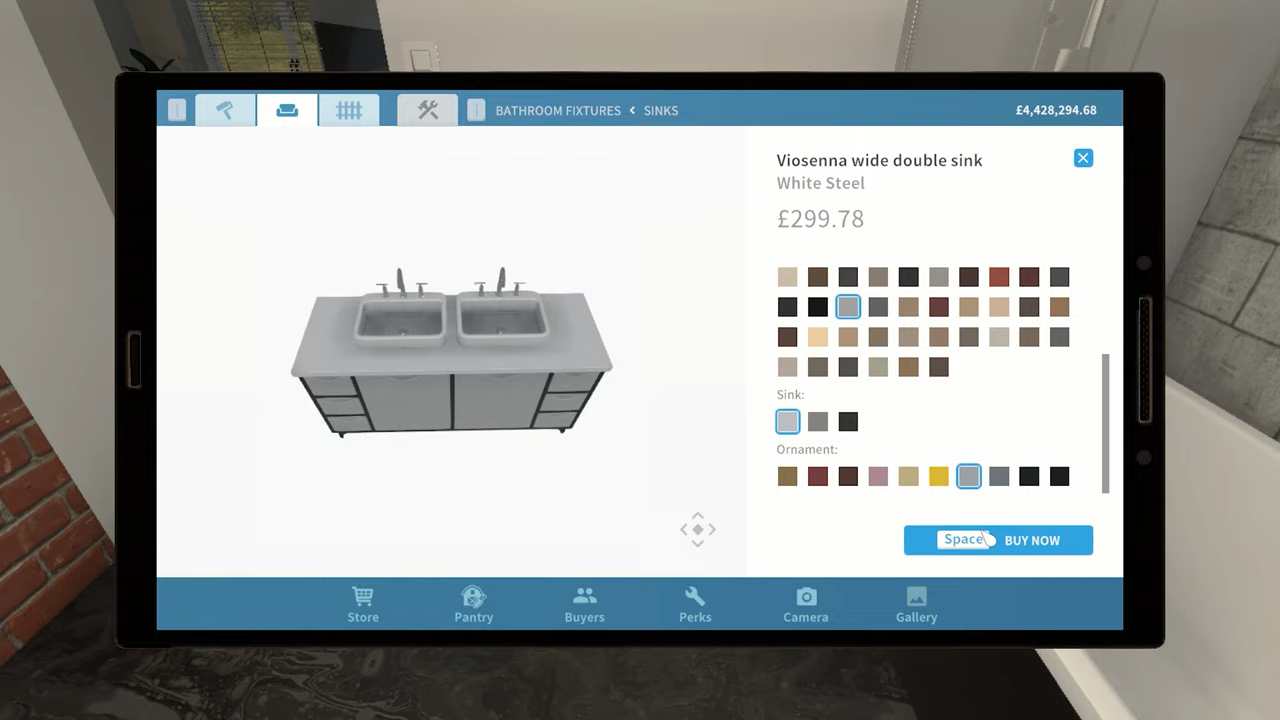 BATHROOM FIXTURES < SINKS
£4,428,294.68
Viosenna wide double sink
White Steel
£299.78
Sink:
Ornament:
Space BUY NOW
Store
Pantry
Buyers
Perks
Camera
Gallery